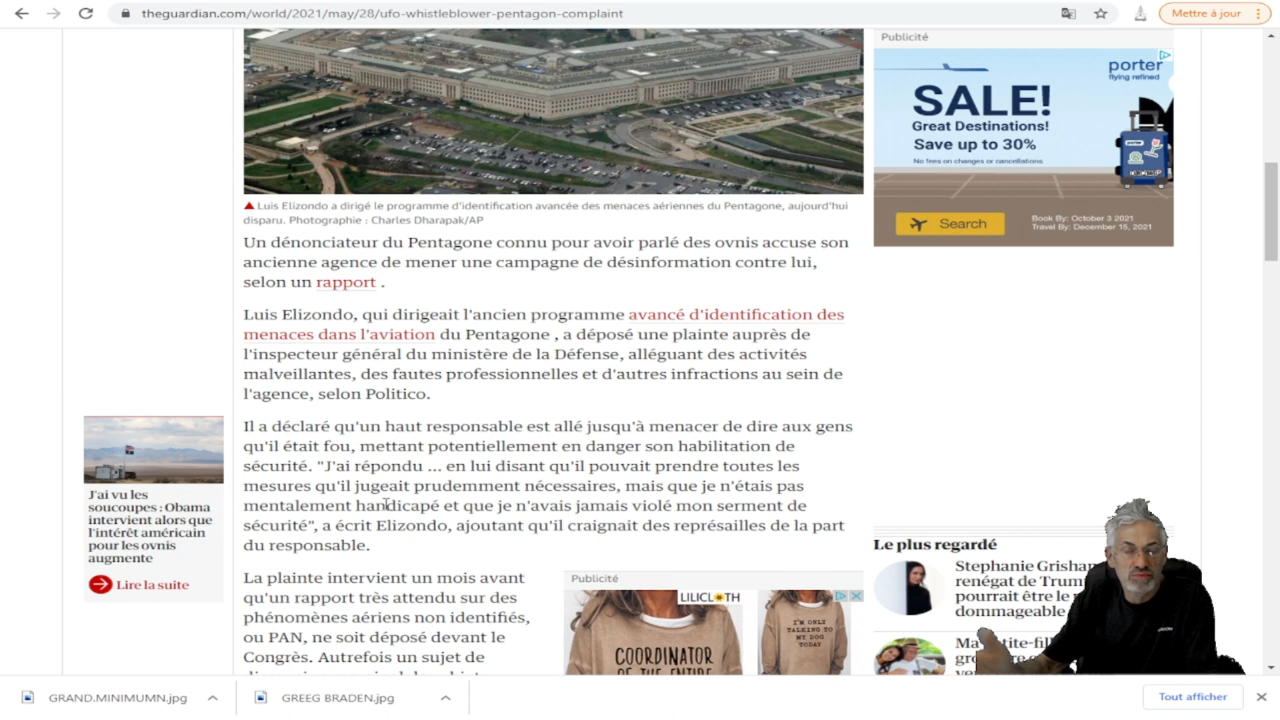 theguardian.com/world/2021/may/28/ufo-whistleblower-pentagon-complaint
Mettre à jour
Publicité
porter
flying refined
SALE!
Great Destinations!
Save up to 30%
No fees on changes or cancellations
Search
Book By: October 3 2021
Travel By: December 15, 2021
Luis Elizondo a dirigé le programme d'identification avancée des menaces aériennes du Pentagone, aujourd'hui
disparu. Photographie : Charles Dharapak/AP
Un dénonciateur du Pentagone connu pour avoir parlé des ovnis accuse son
ancienne agence de mener une campagne de désinformation contre lui,
selon un rapport .
Luis Elizondo, qui dirigeait l'ancien programme avancé d'identification des
menaces dans l'aviation du Pentagone , a déposé une plainte auprès de
l'inspecteur général du ministère de la Défense, alléguant des activités
malveillantes, des fautes professionnelles et d'autres infractions au sein de
l'agence, selon Politico.
Il a déclaré qu'un haut responsable est allé jusqu'à menacer de dire aux gens
qu'il était fou, mettant potentiellement en danger son habilitation de
sécurité. "J'ai répondu ... en lui disant qu'il pouvait prendre toutes les
mesures qu'il jugeait prudemment nécessaires, mais que je n'étais pas
mentalement handicapé et que je n'avais jamais violé mon serment de
sécurité", a écrit Elizondo, ajoutant qu'il craignait des représailles de la part
du responsable.
La plainte intervient un mois avant
qu'un rapport très attendu sur des
phénomènes aériens non identifiés,
ou PAN, ne soit déposé devant le
Congrès. Autrefois un sujet de
J'ai vu les
soucoupes : Obama
intervient alors que
l'intérêt américain
pour les ovnis
augmente
Lire la suite
Publicité
LILICLOTH
COORDINATOR
OF THE ENTIRE
I'M ONLY
TALKING TO
MY DOG
TODAY
Le plus regardé
Stephanie Grishan
renégat de Trum
pourrait être le
dommageable
GRAND.MINIMUMN.jpg
GREEG BRADEN.jpg
Tout afficher